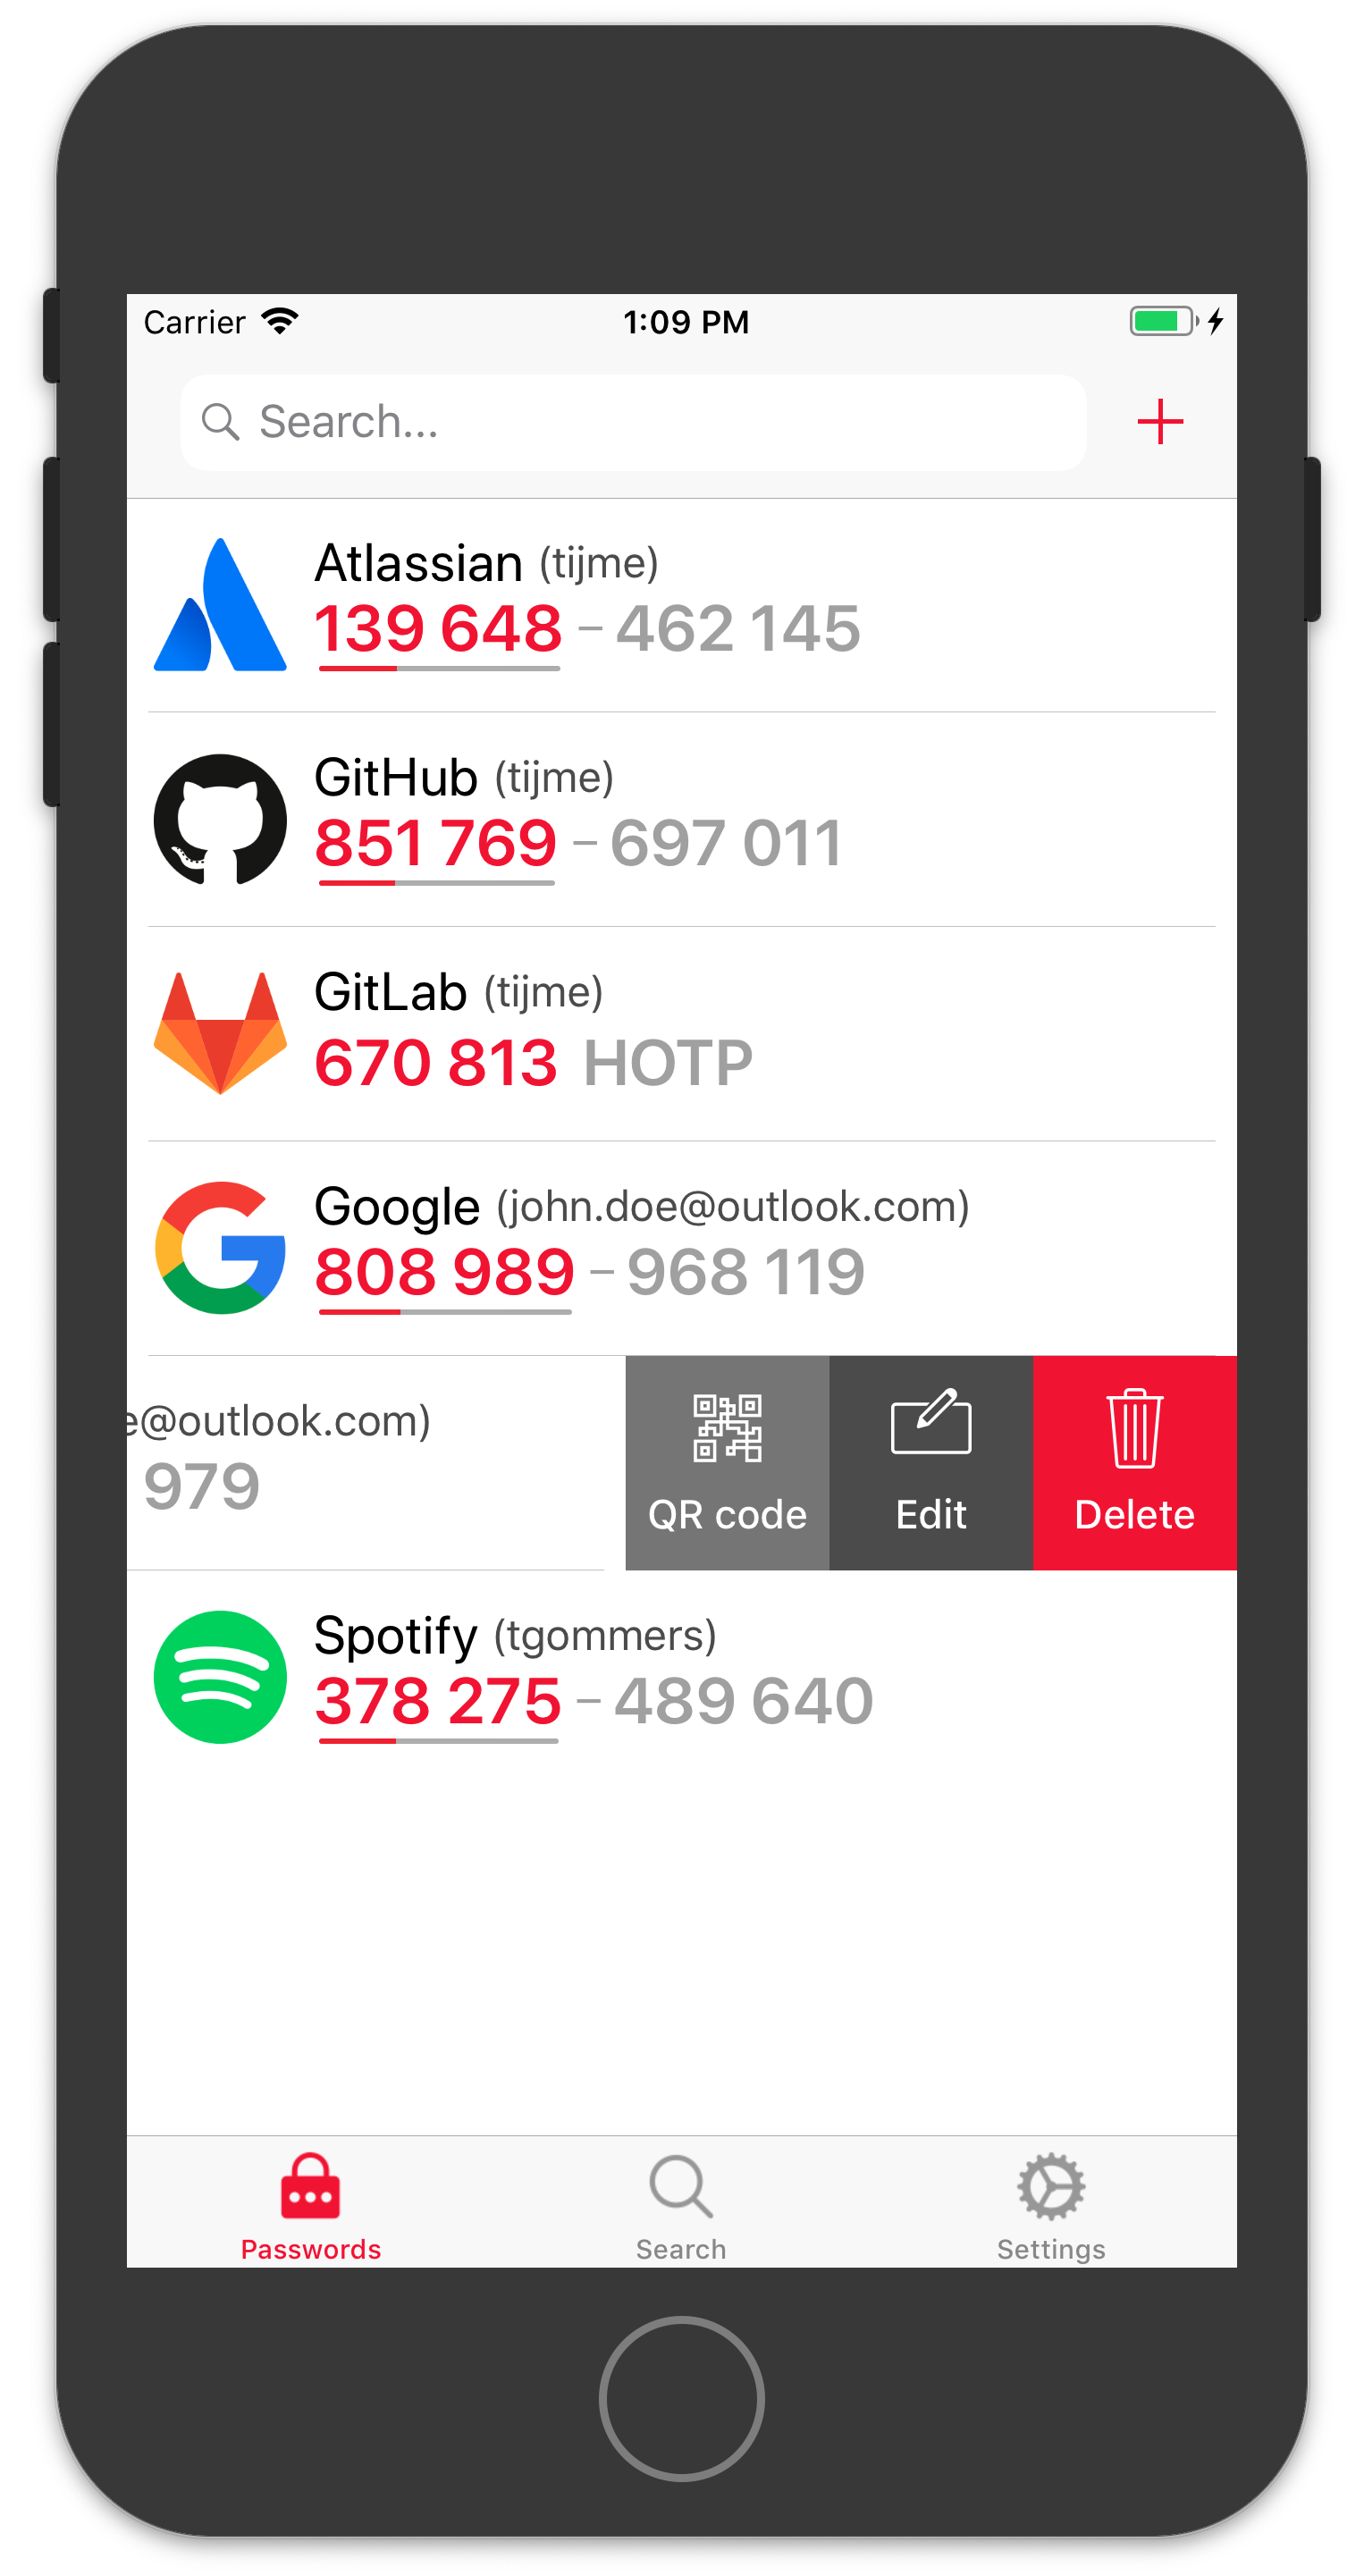 Carrier 1:09 PM
Search...
Atlassian (tijme)
139 648 – 462 145
GitHub (tijme)
851 769 – 697 011
GitLab (tijme)
670 813 HOTP
Google (john.doe@outlook.com)
808 989 – 968 119
e@outlook.com)
979
QR code Edit Delete
Spotify (tgommers)
378 275 – 489 640
Passwords Search Settings